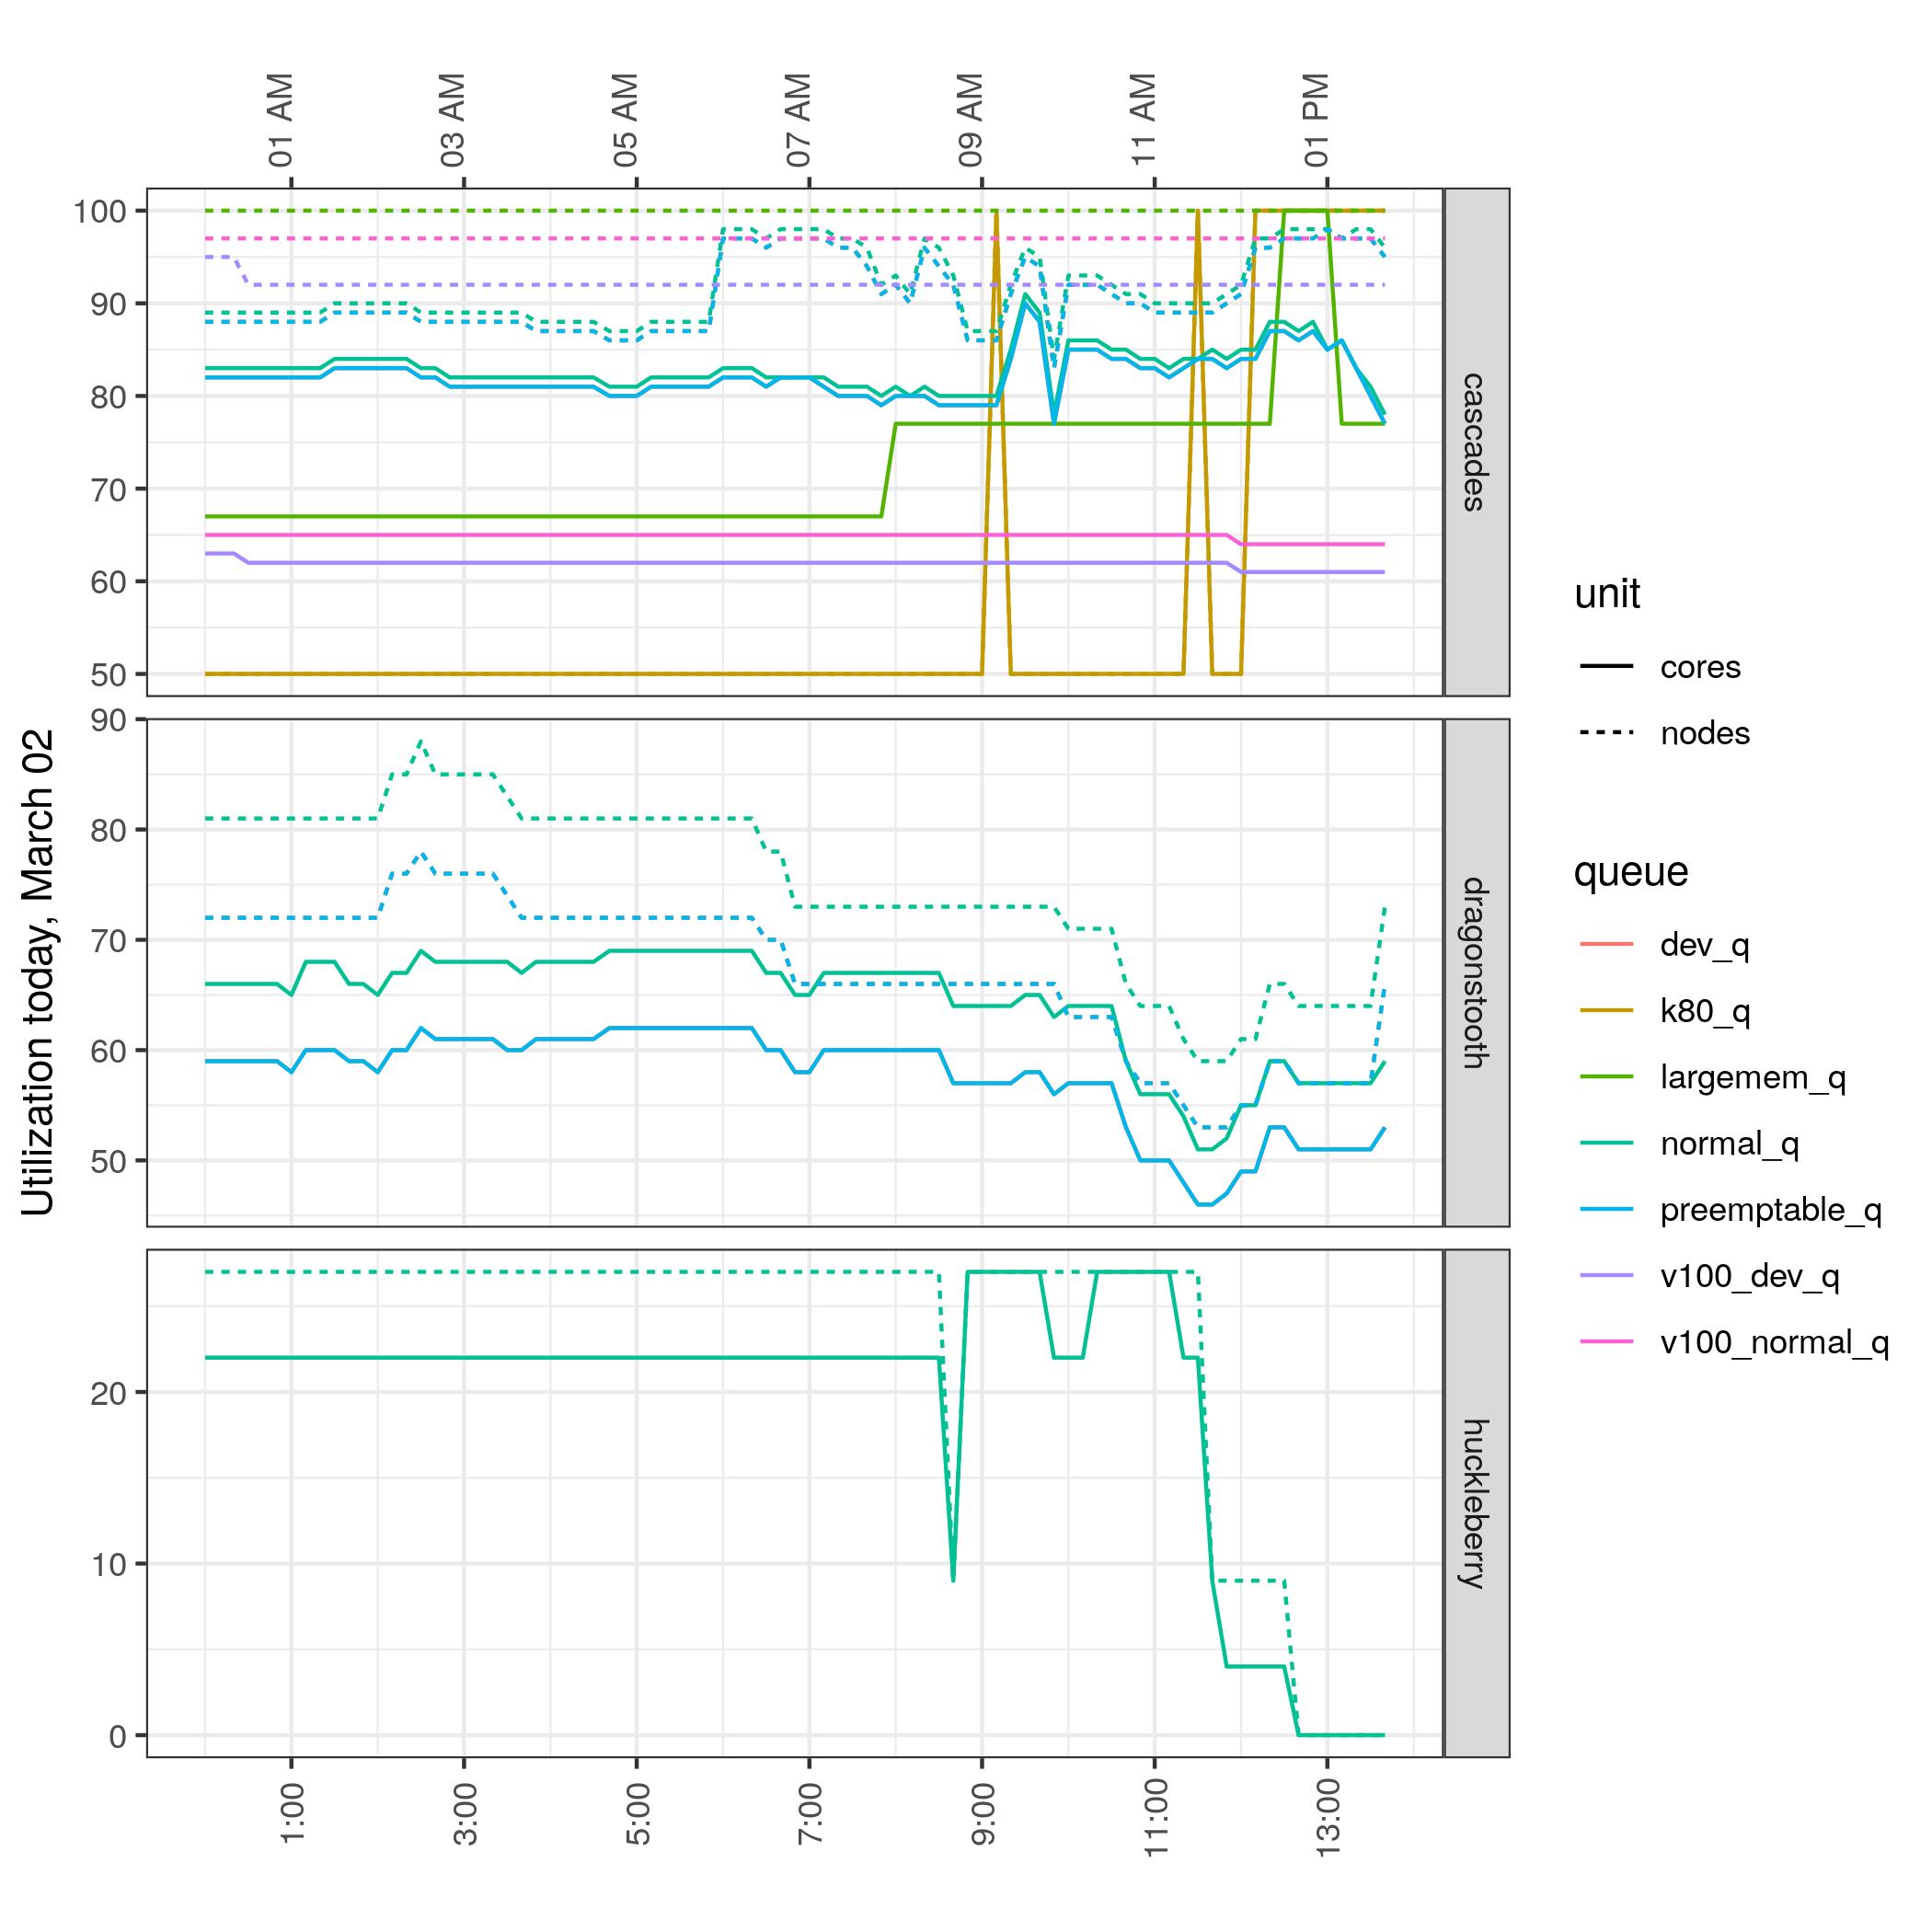 01 AM
03 AM
05 AM
07 AM
09 AM
11 AM
01 PM
Utilization today, March 02
100
90
80
70
60
50
cascades
90
80
70
60
50
dragonstooth
20
10
0
huckleberry
1:00
3:00
5:00
7:00
9:00
11:00
13:00
unit
cores
nodes
queue
dev_q
k80_q
largemem_q
normal_q
preemptable_q
v100_dev_q
v100_normal_q